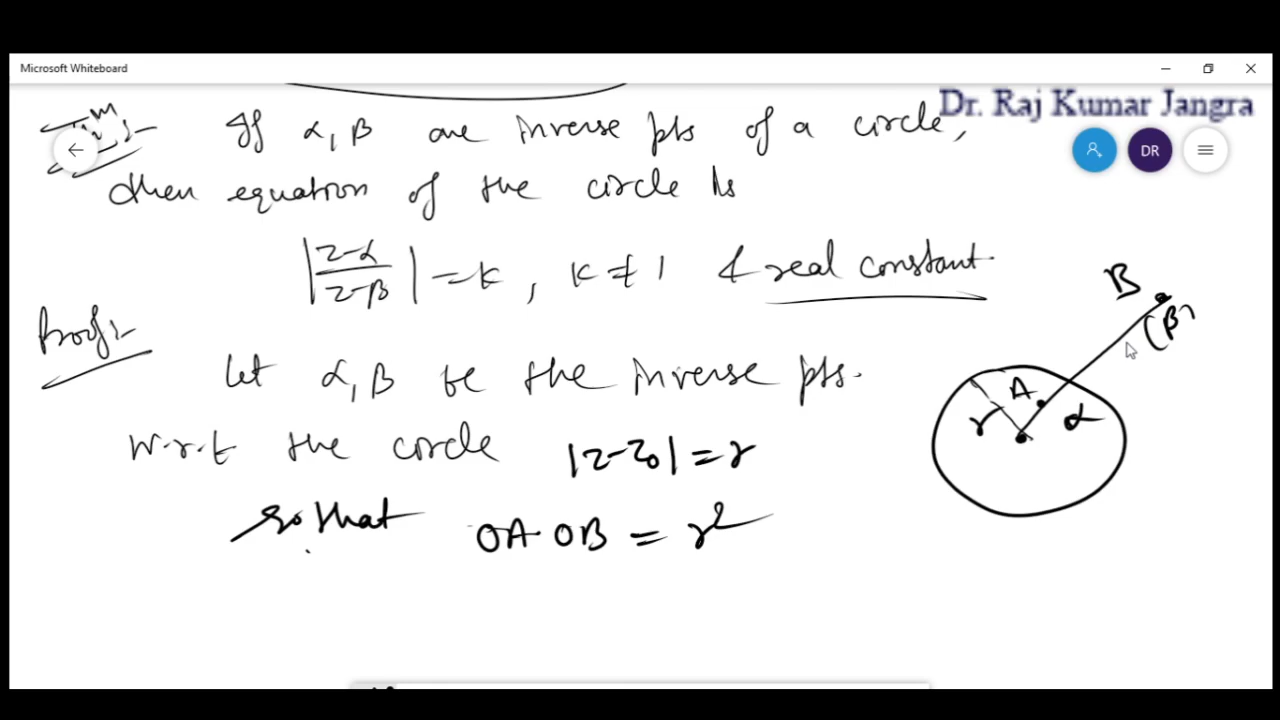 Microsoft Whiteboard
Dr. Raj Kumar Jangra
DR
If α, β are inverse pts of a circle,
then equation of the circle is
|z-α / z-β| = k, k ≠ 1 & real constant.
Proof:-
Let α, β be the inverse pts.
w.r.t the circle |z-z₀| = r
so that OA·OB = r²
B
(β)
A
r
α